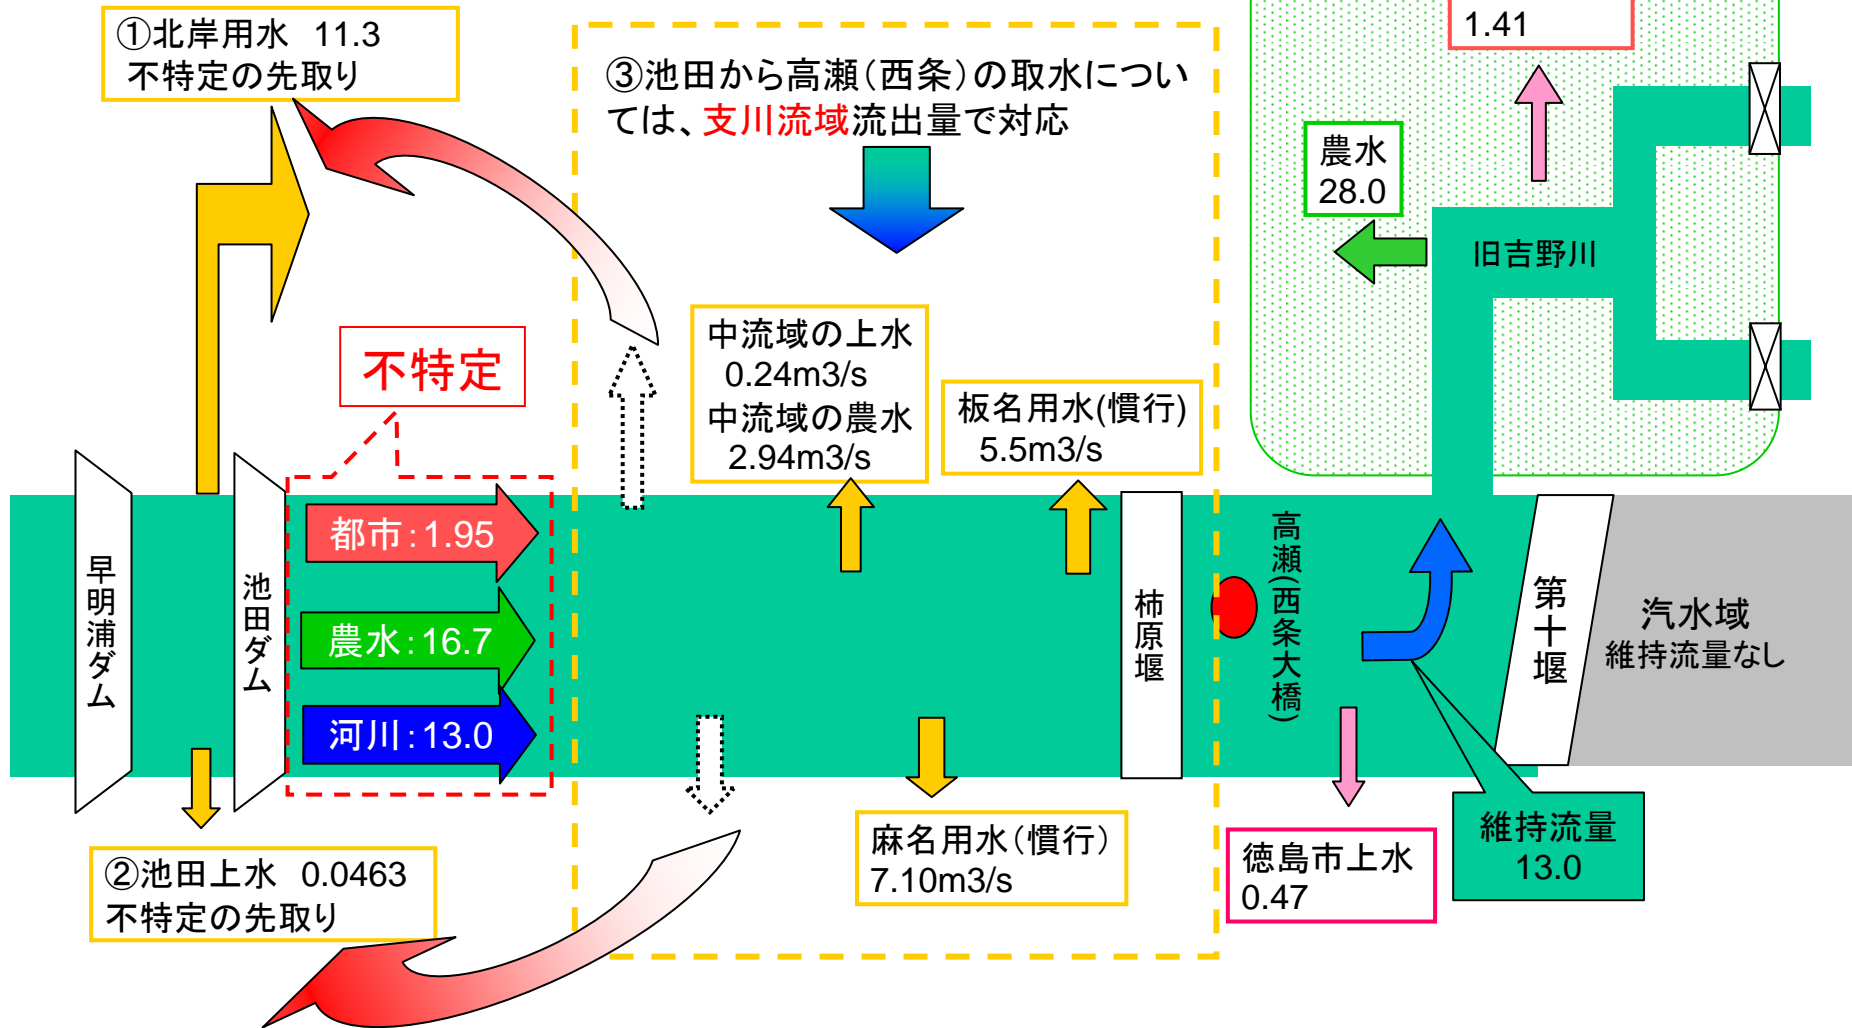 ①北岸用水 11.3
不特定の先取り
③池田から高瀬（西条）の取水につい
ては、支川流域流出量で対応
1.41
農水
28.0
旧吉野川
不特定
中流域の上水
0.24m3/s
中流域の農水
2.94m3/s
板名用水(慣行)
5.5m3/s
早明浦ダム
池田ダム
都市：1.95
農水：16.7
河川：13.0
柿原堰
高瀬(西条大橋)
第十堰
汽水域
維持流量なし
②池田上水 0.0463
不特定の先取り
麻名用水（慣行）
7.10m3/s
徳島市上水
0.47
維持流量
13.0